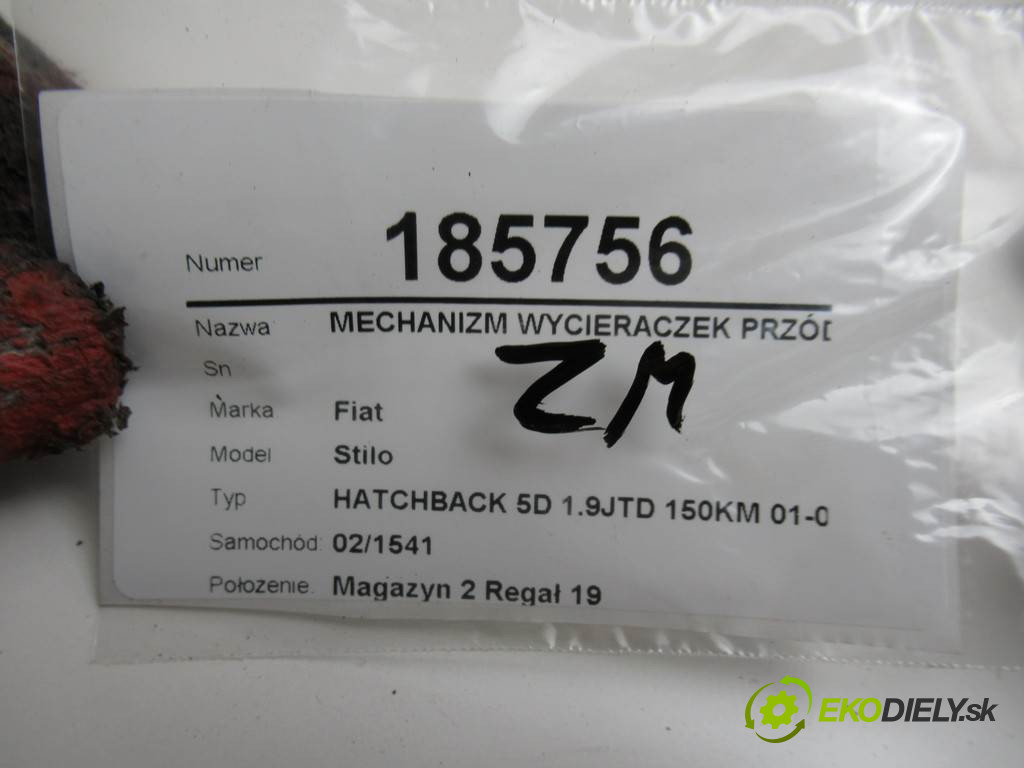 Numer 185756
Nazwa MECHANIZM WYCIERACZEK PRZÓD
ZM
Sn
Marka Fiat
Model Stilo
Typ HATCHBACK 5D 1.9JTD 150KM 01-0
Samochód: 02/1541
Położenie. Magazyn 2 Regał 19
EKODIELY.sk